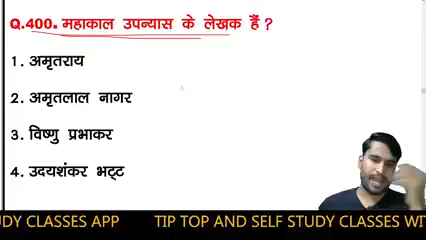 Q.400. महाकाल उपन्यास के लेखक हैं ?
1. अमृतराय
2. अमृतलाल नागर
3. विष्णु प्रभाकर
4. उदयशंकर भट्ट
DY CLASSES APP TIP TOP AND SELF STUDY CLASSES WIT